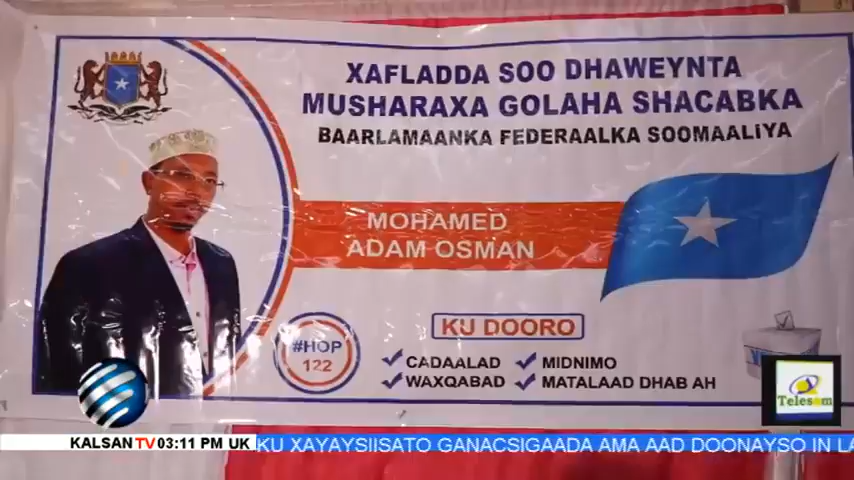 XAFLADDA SOO DHAWEYNTA
MUSHARAXA GOLAHA SHACABKA
BAARLAMAANKA FEDERAALKA SOOMAALiYA
MOHAMED
ADAM OSMAN
KU DOORO
#HOP
122
CADAALAD
MIDNIMO
WAXQABAD
MATALAAD DHAB AH
Telesom
KALSAN TV 03:11 PM UK
KU XAYAYSIISATO GANACSIGAADA AMA AAD DOONAYSO IN LA